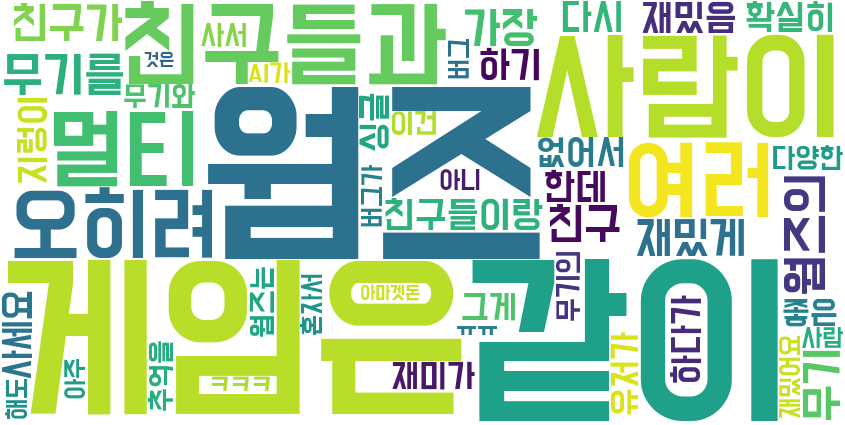 친구가
친구들과
사서
것은
AI가
버그
가장
하기
다시
재밌음
확실히
무기를
무기와
지렁이
멀티
웜즈
싱글
이건
버그가
아니
친구들이랑
사람이
없어서
여러
다양한
한데
친구
재밌게
웜즈의
오히려
게임은
같이
해도
사세요
아주
추억을
웜즈는
혼자서
ㅋㅋㅋ
아마겟돈
재미가
그게
ㅠㅠ
무기의
유저가
하다가
좋은
사람
재밌어요
무기